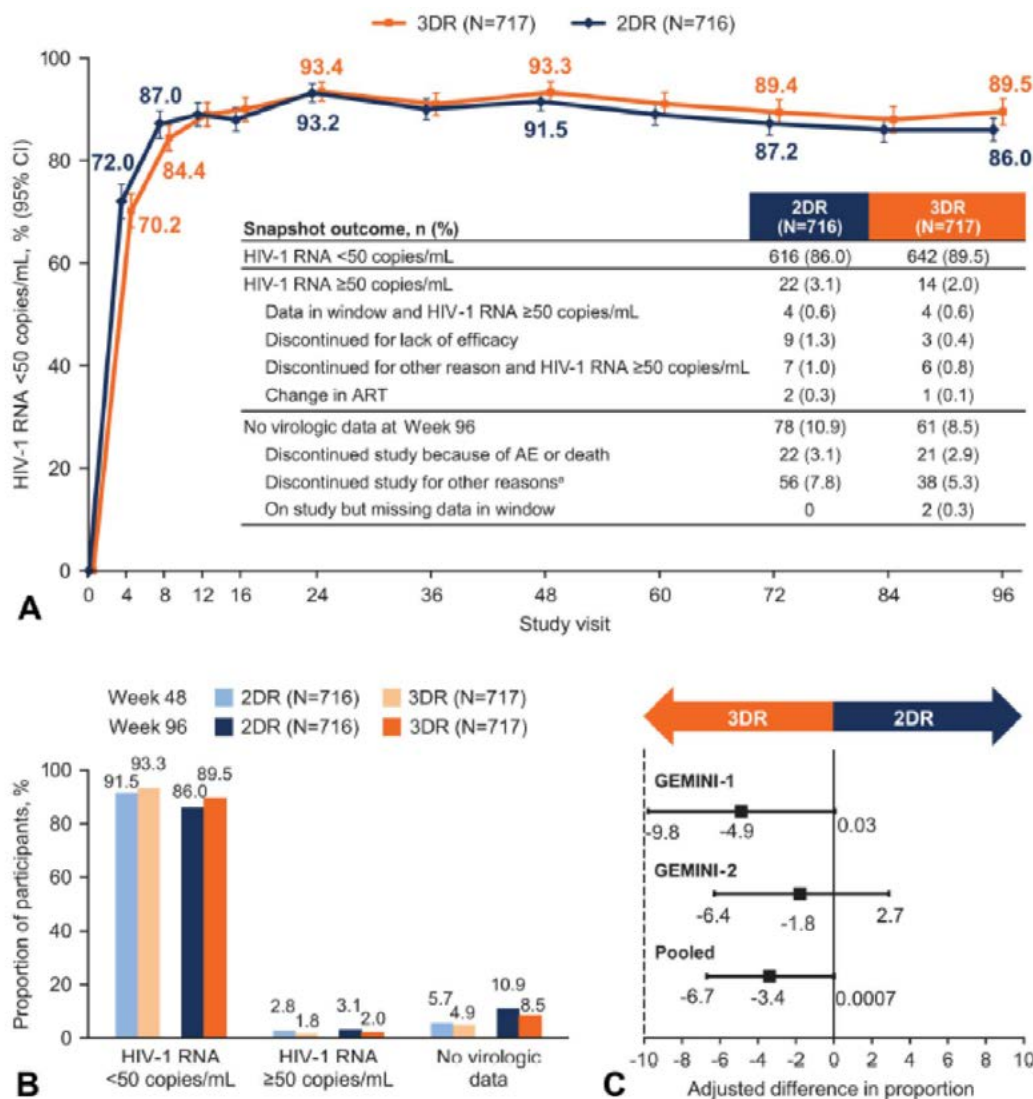 3DR (N=717) 2DR (N=716)
HIV-1 RNA <50 copies/mL, % (95% CI)
100
80
60
40
20
0
93.4
93.3
89.4
89.5
87.0
93.2
91.5
87.2
86.0
72.0
84.4
70.2
Snapshot outcome, n (%) 2DR (N=716) 3DR (N=717)
HIV-1 RNA <50 copies/mL 616 (86.0) 642 (89.5)
HIV-1 RNA ≥50 copies/mL 22 (3.1) 14 (2.0)
Data in window and HIV-1 RNA ≥50 copies/mL 4 (0.6) 4 (0.6)
Discontinued for lack of efficacy 9 (1.3) 3 (0.4)
Discontinued for other reason and HIV-1 RNA ≥50 copies/mL 7 (1.0) 6 (0.8)
Change in ART 2 (0.3) 1 (0.1)
No virologic data at Week 96 78 (10.9) 61 (8.5)
Discontinued study because of AE or death 22 (3.1) 21 (2.9)
Discontinued study for other reasonsª 56 (7.8) 38 (5.3)
On study but missing data in window 0 2 (0.3)
0 4 8 12 16 24 36 48 60 72 84 96
Study visit
A
Week 48 2DR (N=716) 3DR (N=717)
Week 96 2DR (N=716) 3DR (N=717)
Proportion of participants, %
100
80
60
40
20
0
91.5 93.3 86.0 89.5
2.8 1.8 3.1 2.0
5.7 4.9 10.9 8.5
HIV-1 RNA
<50 copies/mL
HIV-1 RNA
≥50 copies/mL
No virologic
data
B
3DR 2DR
GEMINI-1
-9.8 -4.9 0.03
GEMINI-2
-6.4 -1.8 2.7
Pooled
-6.7 -3.4 0.0007
-10 -8 -6 -4 -2 0 2 4 6 8 10
Adjusted difference in proportion
C